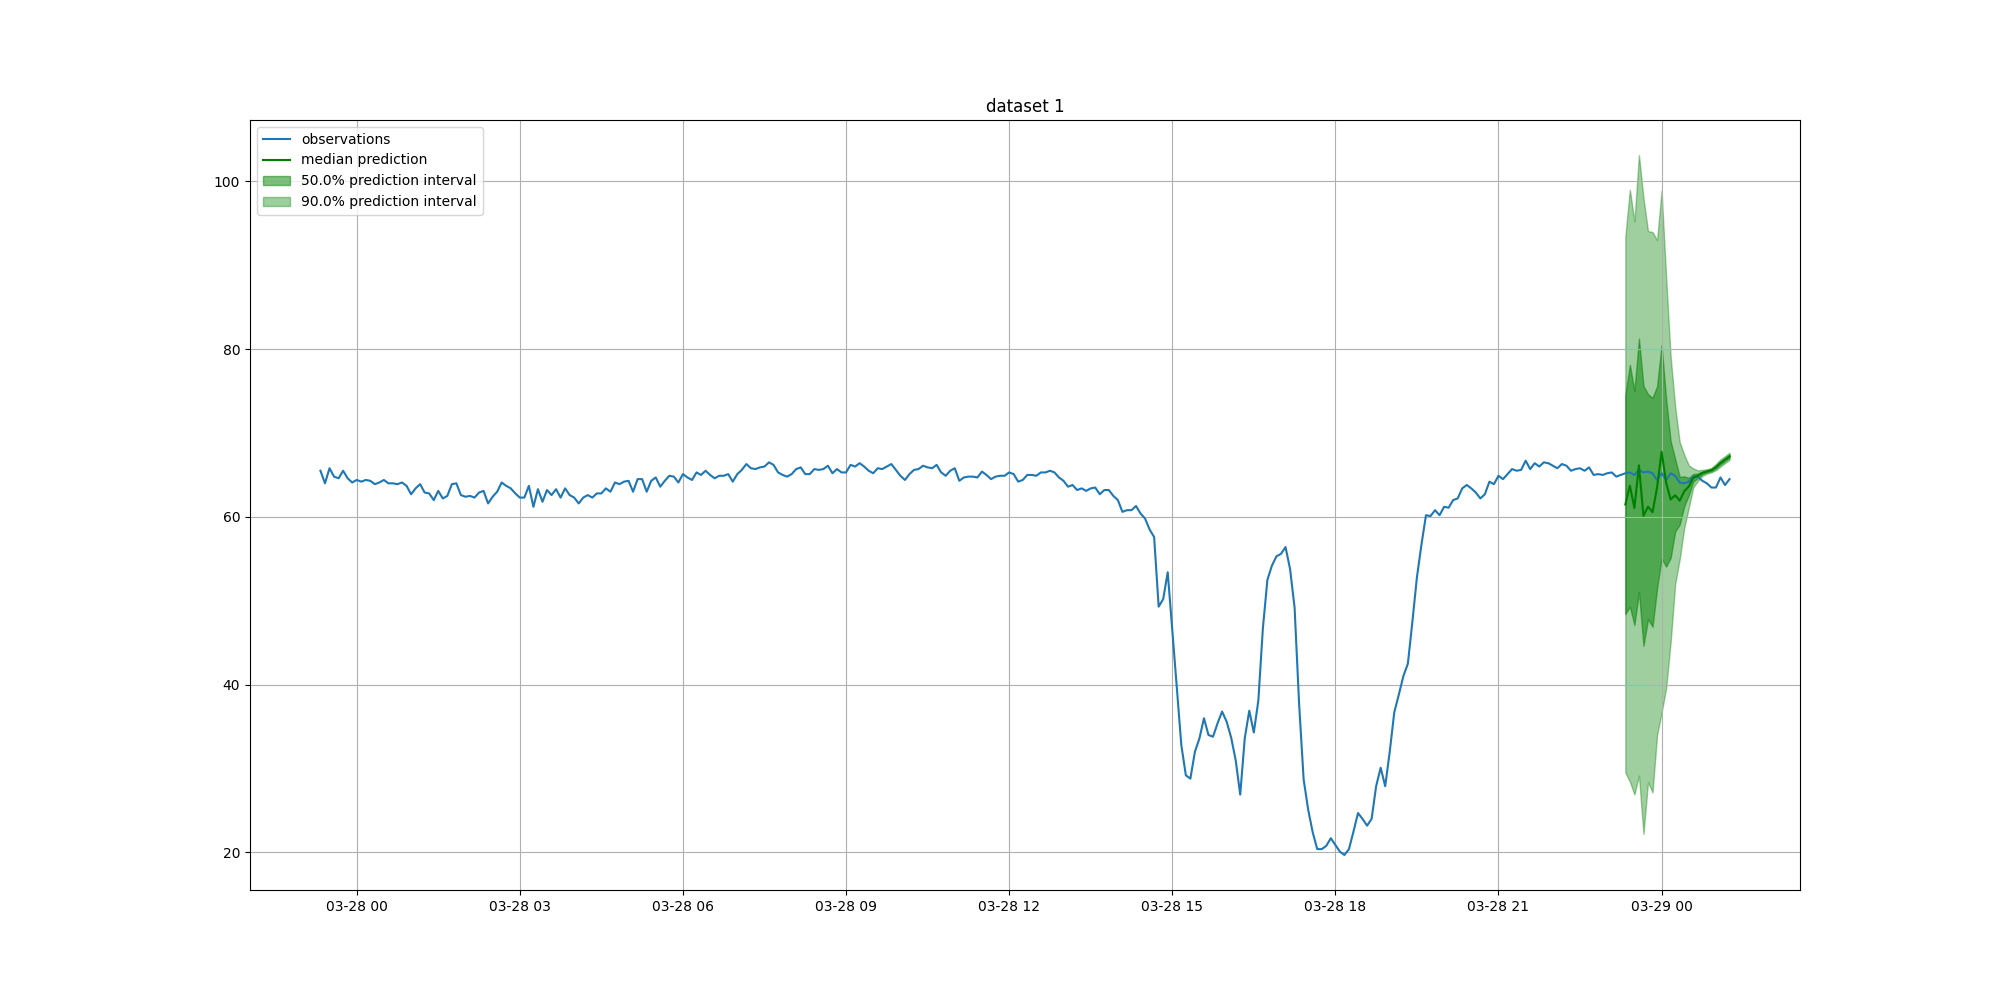 dataset 1
observations
median prediction
50.0% prediction interval
90.0% prediction interval
100
80
60
40
20
03-28 00
03-28 03
03-28 06
03-28 09
03-28 12
03-28 15
03-28 18
03-28 21
03-29 00